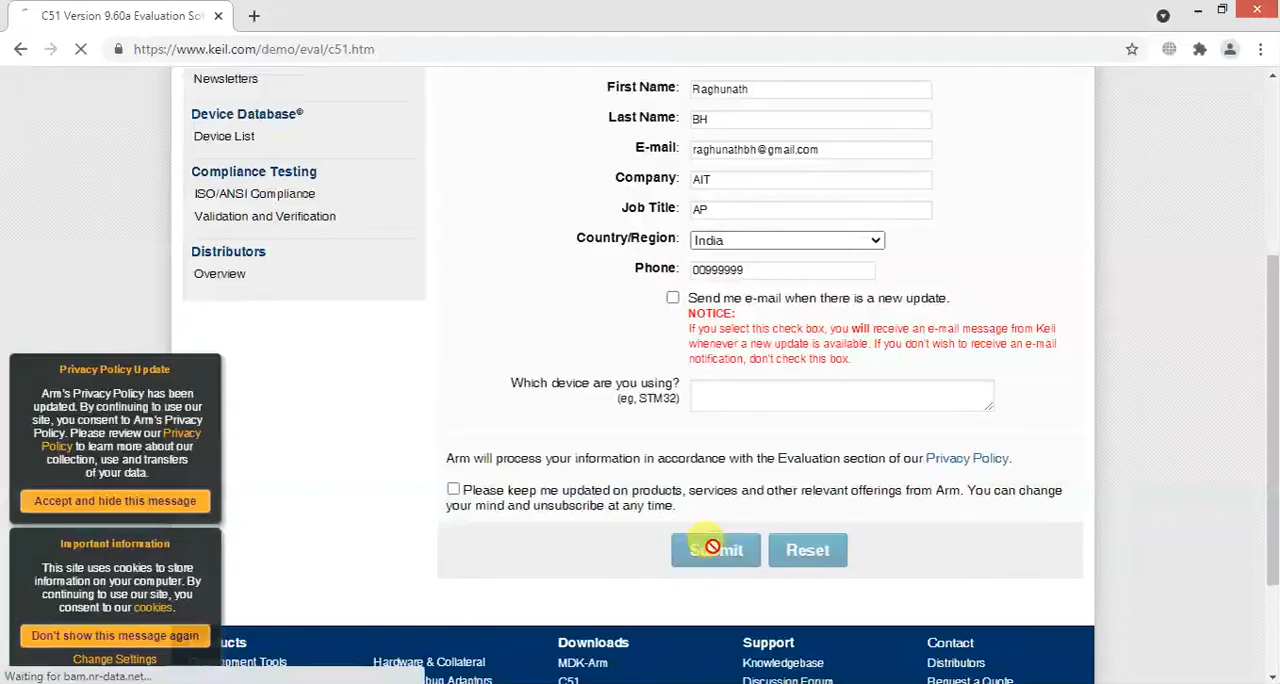 C51 Version 9.60a Evaluation So
https://www.keil.com/demo/eval/c51.htm
Newsletters
Device Database®
Device List
Compliance Testing
ISO/ANSI Compliance
Validation and Verification
Distributors
Overview
First Name: Raghunath
Last Name: BH
E-mail: raghunathbh@gmail.com
Company: AIT
Job Title: AP
Country/Region: India
Phone: 00999999
Send me e-mail when there is a new update.
NOTICE:
If you select this check box, you will receive an e-mail message from Keil
whenever a new update is available. If you don't wish to receive an e-mail
notification, don't check this box.
Which device are you using?
(eg, STM32)
Arm will process your information in accordance with the Evaluation section of our Privacy Policy.
Please keep me updated on products, services and other relevant offerings from Arm. You can change
your mind and unsubscribe at any time.
Submit Reset
Privacy Policy Update
Arm's Privacy Policy has been
updated. By continuing to use our
site, you consent to Arm's Privacy
Policy. Please review our Privacy
Policy to learn more about our
collection, use and transfers
of your data.
Accept and hide this message
Important information
This site uses cookies to store
information on your computer. By
continuing to use our site, you
consent to our cookies.
Don't show this message again
Change Settings
ucts
opment Tools
Hardware & Collateral
bug Adaptors
Downloads
MDK-Arm
C51
Support
Knowledgebase
Discussion Forum
Contact
Distributors
Request a Quote
Waiting for bam.nr-data.net...